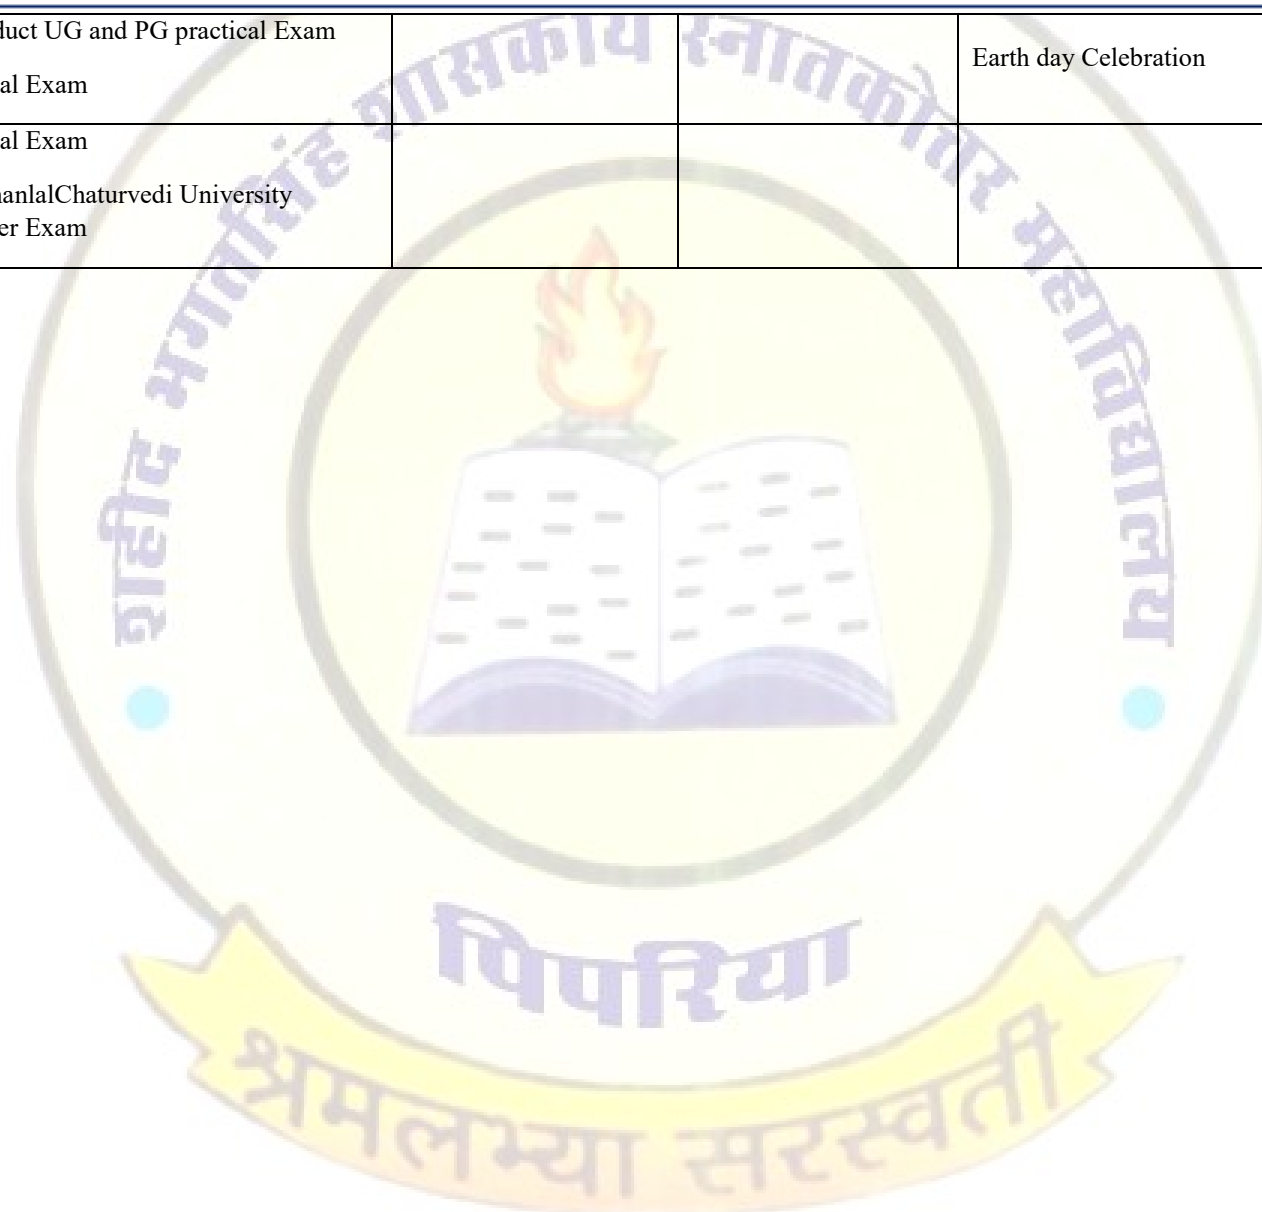 duct UG and PG practical Exam
al Exam
Earth day Celebration
al Exam
hanlalChaturvedi University
er Exam
शहीद भगतसिंह शासकीय स्नातकोत्तर महाविद्यालय
पिपरिया
श्रमलभ्या सरस्वती